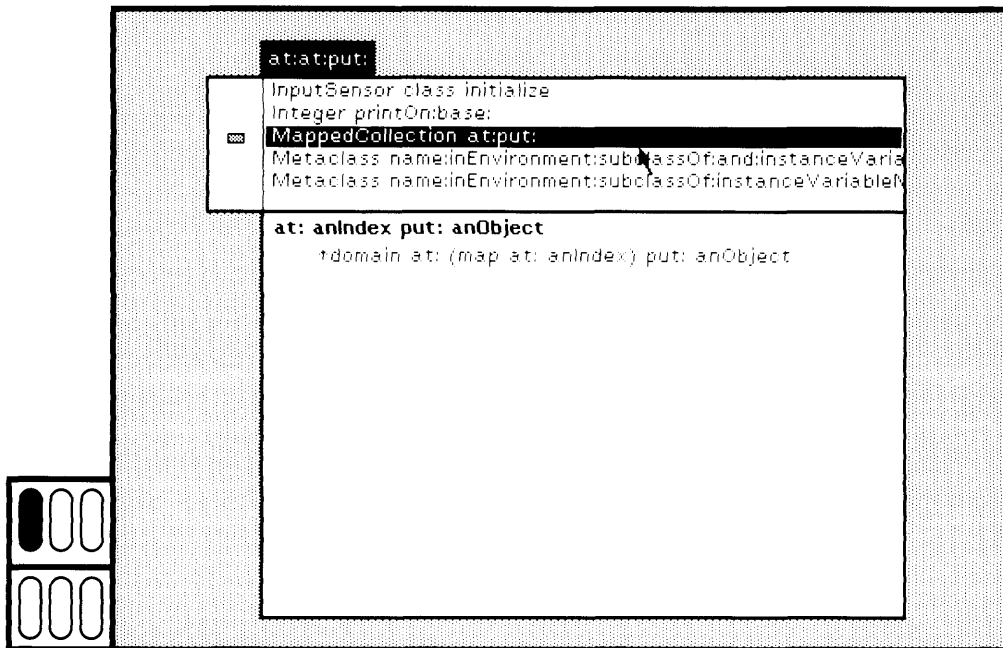 at:at:put:
InputSensor class initialize
Integer printOn:base:
MappedCollection at:put:
Metaclass name:inEnvironment:subclassOf:and:instanceVaria
Metaclass name:inEnvironment:subclassOf:instanceVariableN
at: anIndex put: anObject
↑domain at: (map at: anIndex) put: anObject